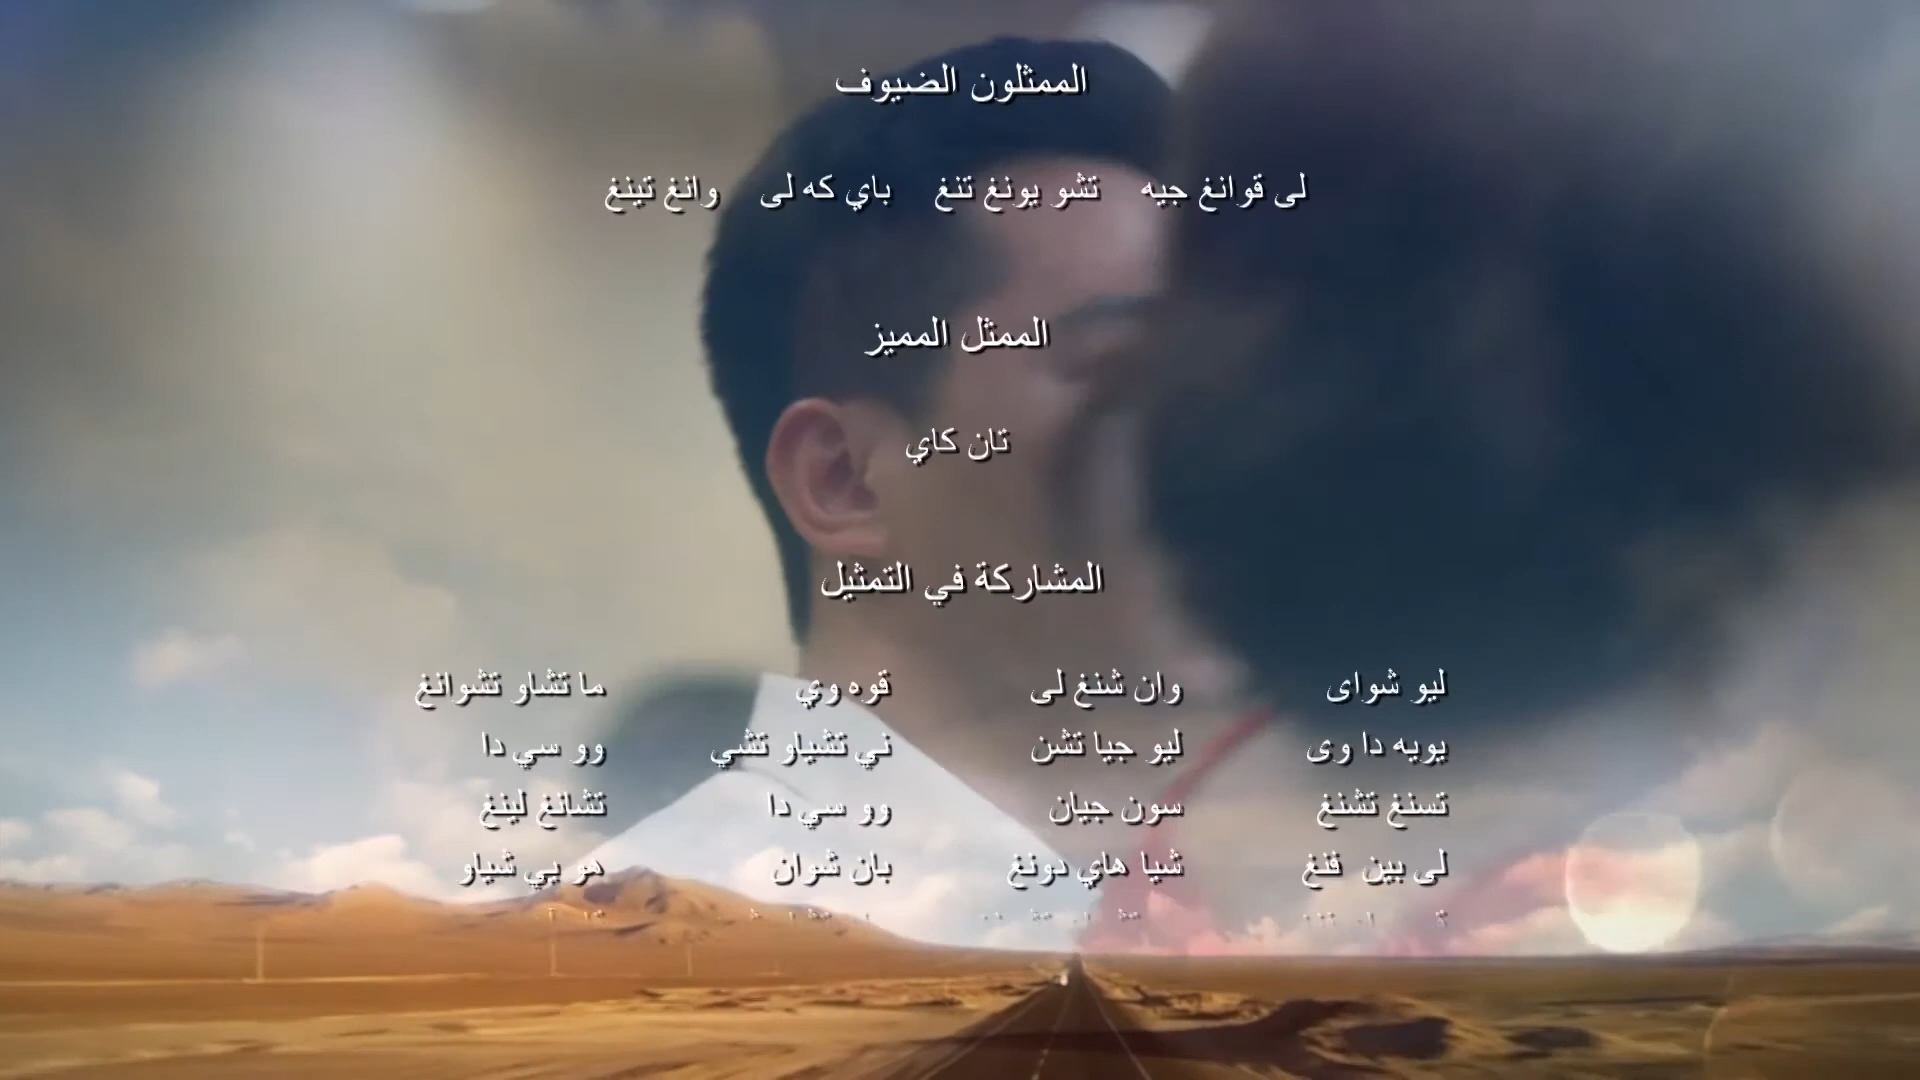 الممثلون الضيوف
لى قوانغ جيه تشو يونغ تنغ باي كه لى وانغ تينغ
الممثل المميز
تان كاي
المشاركة في التمثيل
ليو شواى وان شنغ لى قوه وي ما تشاو تشوانغ
يويه دا وى ليو جيا تشن ني تشياو تشي وو سي دا
تسنغ تشنغ سون جيان وو سي دا تشانغ لينغ
لى بين فنغ شيا هاي دونغ بان شوان هو يي شياو